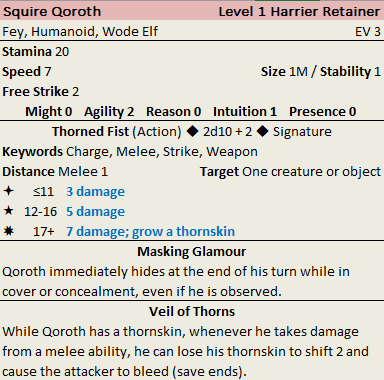 Squire Qoroth Level 1 Harrier Retainer
Fey, Humanoid, Wode Elf EV 3
Stamina 20
Speed 7 Size 1M / Stability 1
Free Strike 2
Might 0 Agility 2 Reason 0 Intuition 1 Presence 0
Thorned Fist (Action) ◆ 2d10 + 2 ◆ Signature
Keywords Charge, Melee, Strike, Weapon
Distance Melee 1 Target One creature or object
✦ ≤11 3 damage
★ 12-16 5 damage
✸ 17+ 7 damage; grow a thornskin
Masking Glamour
Qoroth immediately hides at the end of his turn while in
cover or concealment, even if he is observed.
Veil of Thorns
While Qoroth has a thornskin, whenever he takes damage
from a melee ability, he can lose his thornskin to shift 2 and
cause the attacker to bleed (save ends).